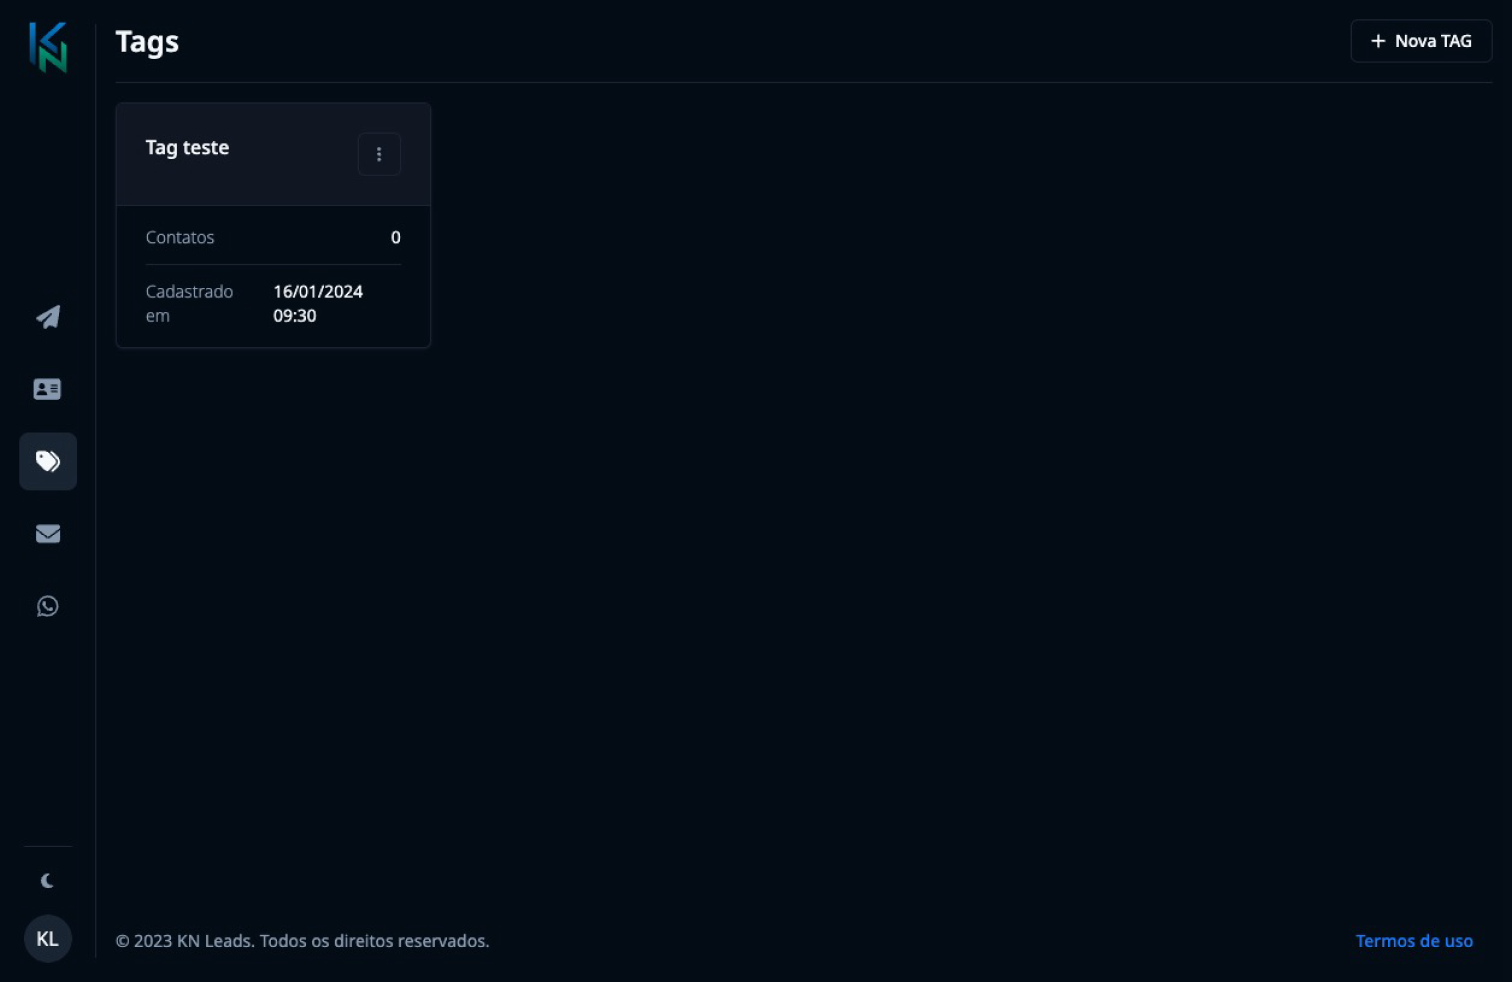 KN
Tags
+ Nova TAG
Tag teste
Contatos 0
Cadastrado em 16/01/2024 09:30
KL
© 2023 KN Leads. Todos os direitos reservados.
Termos de uso